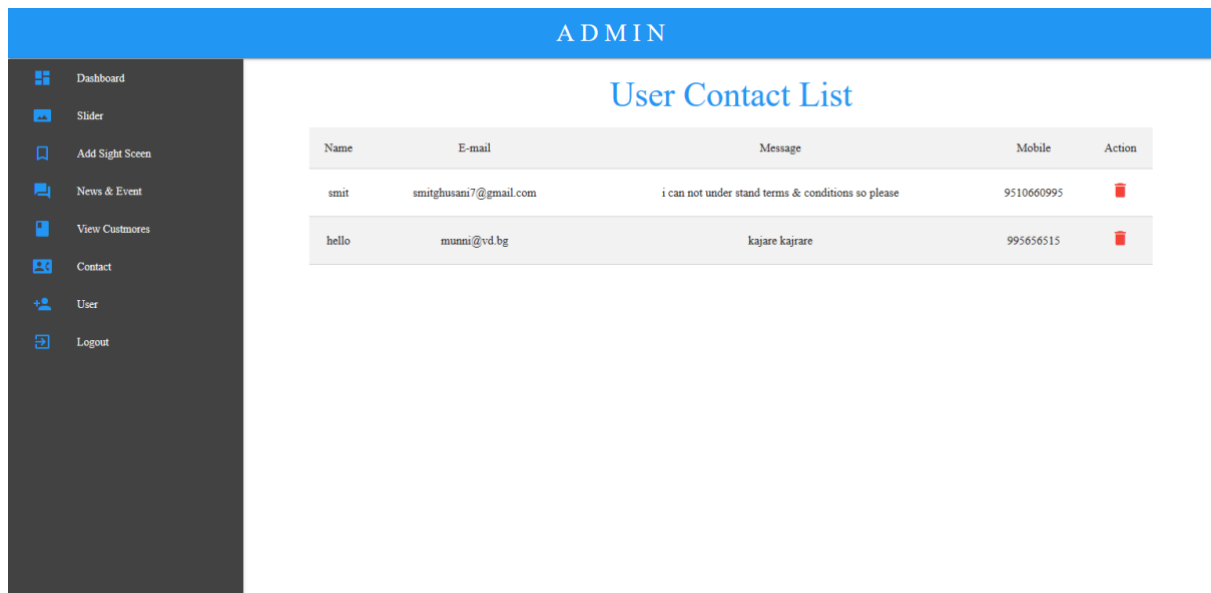 ADMIN
Dashboard
Slider
Add Sight Sceen
News & Event
View Custmores
Contact
User
Logout
User Contact List
Name E-mail Message Mobile Action
smit smitghusani7@gmail.com i can not under stand terms & conditions so please 9510660995
hello munni@vd.bg kajare kajrare 995656515